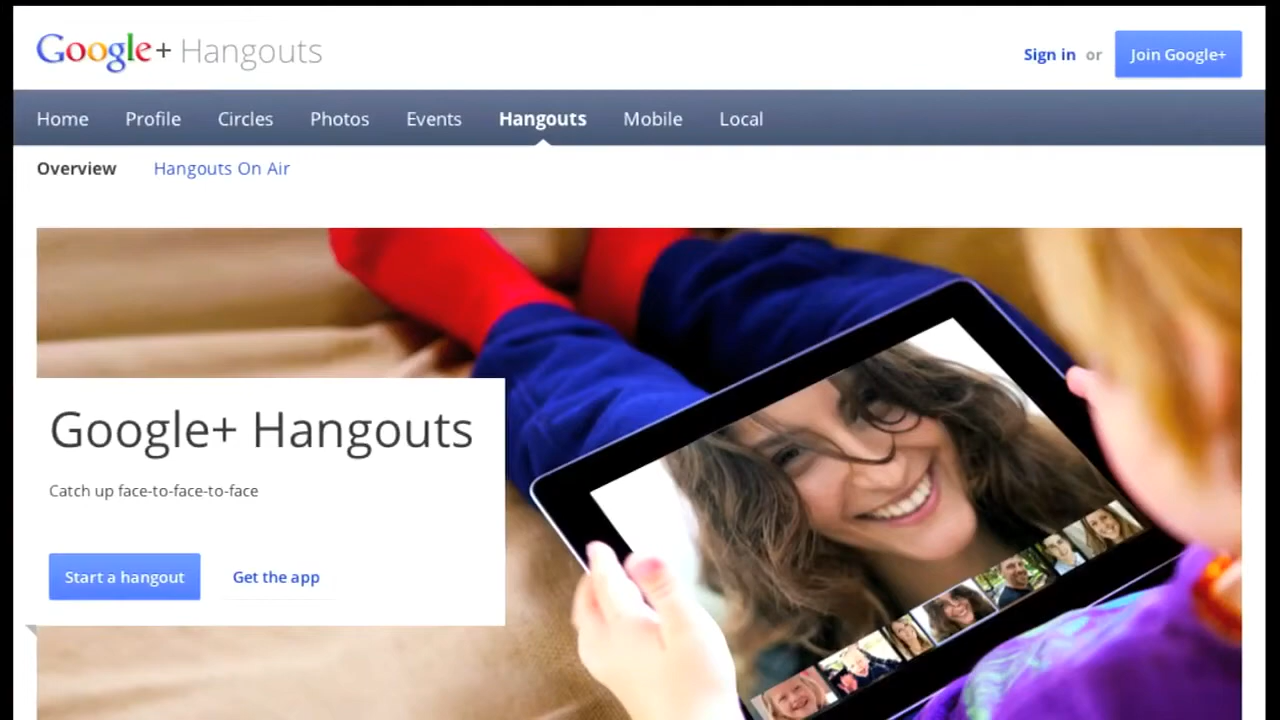 Google+ Hangouts
Sign in or Join Google+
Home Profile Circles Photos Events Hangouts Mobile Local
Overview Hangouts On Air
Google+ Hangouts
Catch up face-to-face-to-face
Start a hangout Get the app